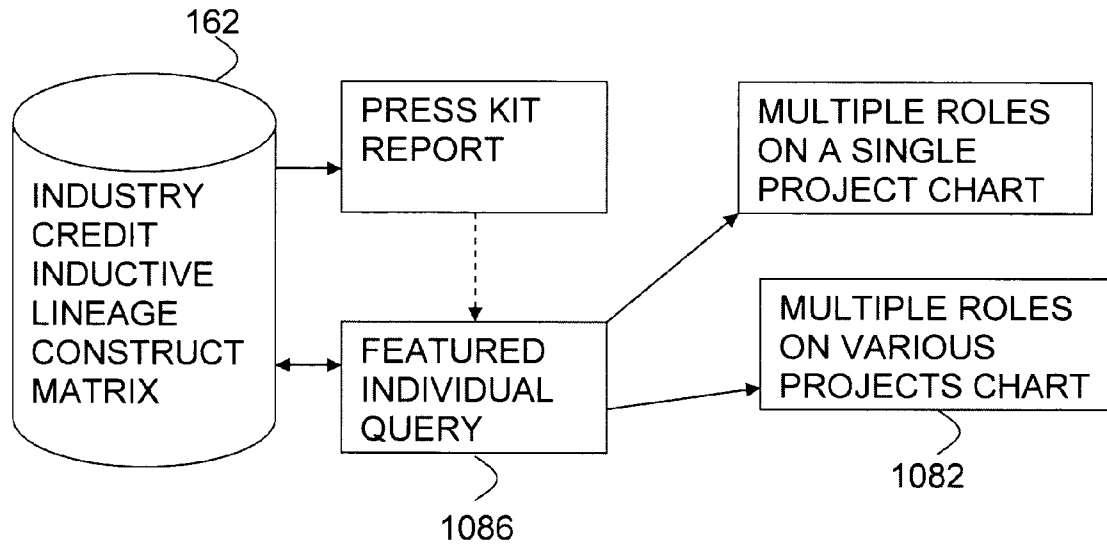 162
INDUSTRY
CREDIT
INDUCTIVE
LINEAGE
CONSTRUCT
MATRIX
PRESS KIT
REPORT
FEATURED
INDIVIDUAL
QUERY
1086
MULTIPLE ROLES
ON A SINGLE
PROJECT CHART
MULTIPLE ROLES
ON VARIOUS
PROJECTS CHART
1082